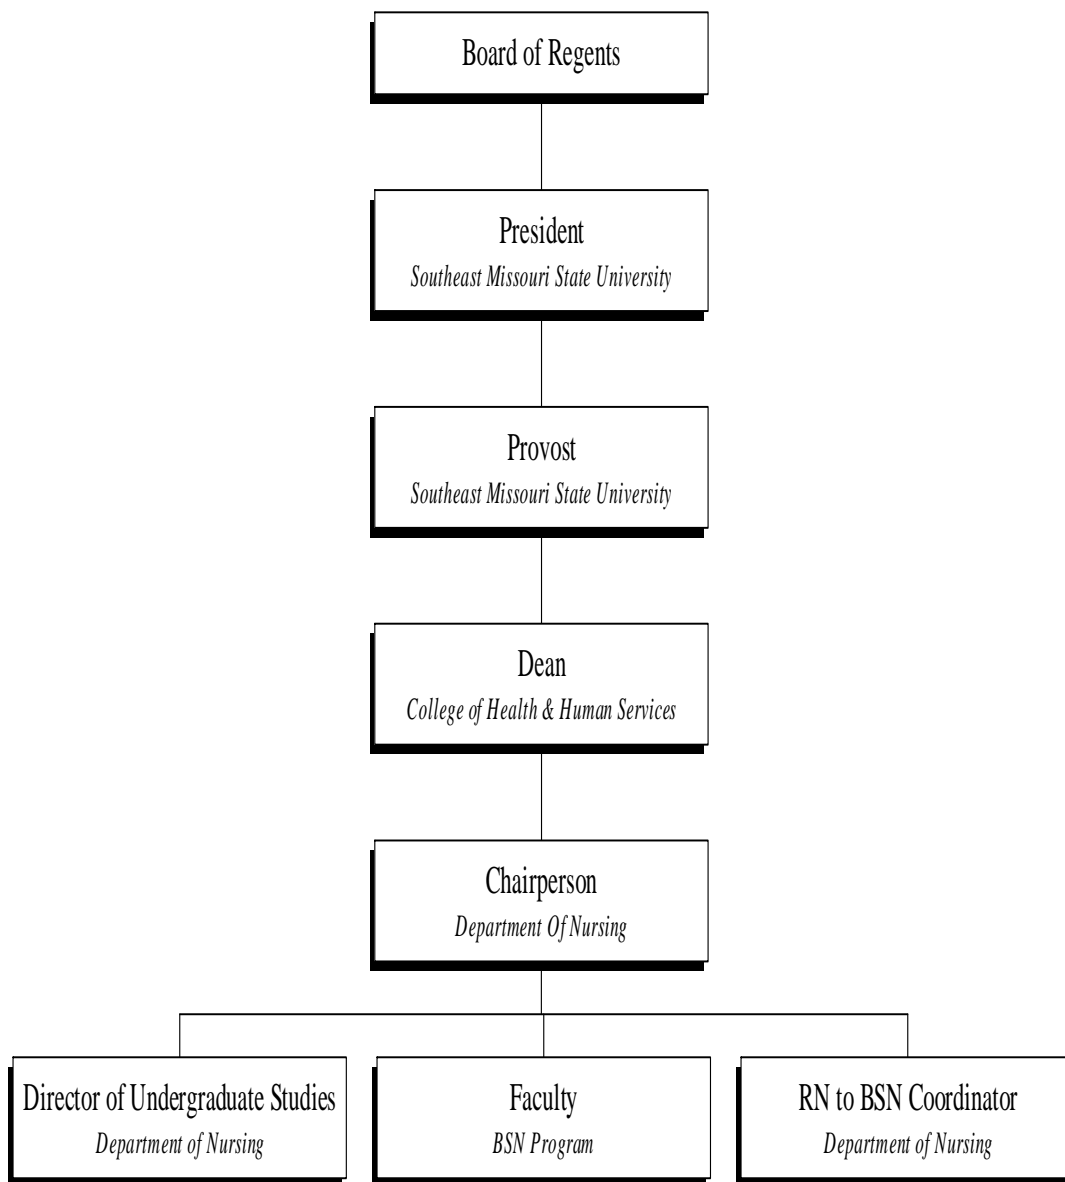 Board of Regents
President
Southeast Missouri State University
Provost
Southeast Missouri State University
Dean
College of Health & Human Services
Chairperson
Department Of Nursing
Director of Undergraduate Studies
Department of Nursing
Faculty
BSN Program
RN to BSN Coordinator
Department of Nursing